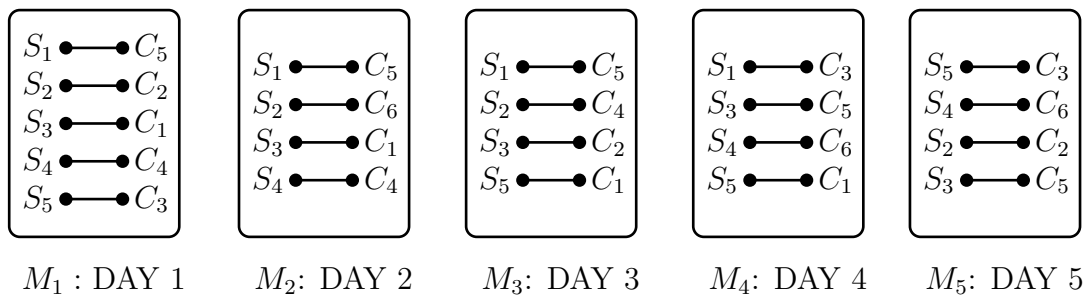 S₁ C₅
S₂ C₂
S₃ C₁
S₄ C₄
S₅ C₃
M₁ : DAY 1
S₁ C₅
S₂ C₆
S₃ C₁
S₄ C₄
M₂: DAY 2
S₁ C₅
S₂ C₄
S₃ C₂
S₅ C₁
M₃: DAY 3
S₁ C₃
S₃ C₅
S₄ C₆
S₅ C₁
M₄: DAY 4
S₅ C₃
S₄ C₆
S₂ C₂
S₃ C₅
M₅: DAY 5